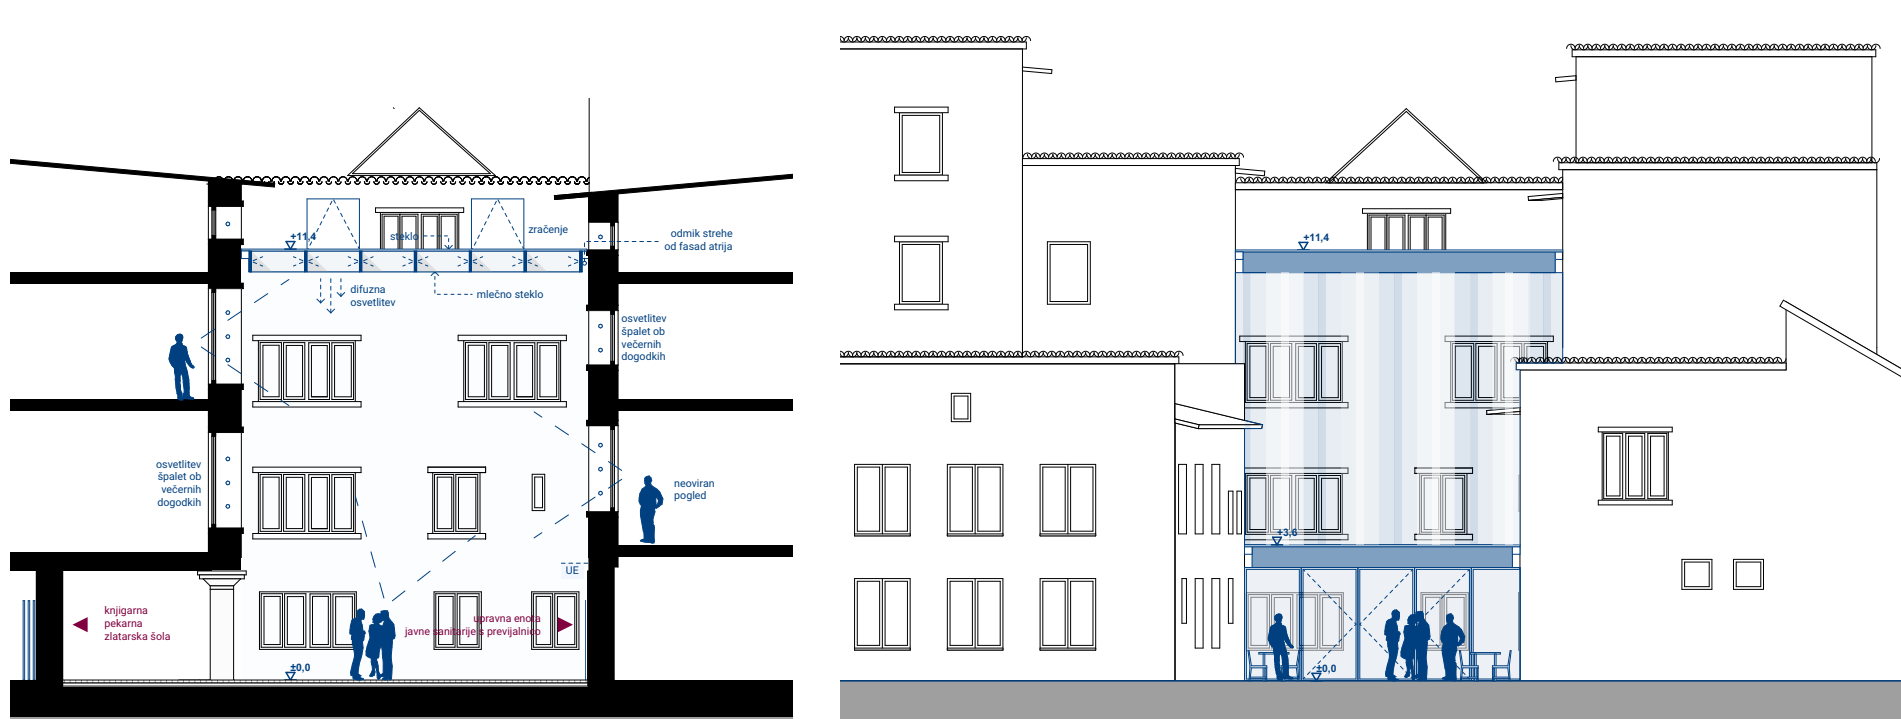 +11,4
steklo
zračenje
odmik strehe
od fasad atrija
difuzna
osvetlitev
mlečno steklo
osvetlitev
špalet ob
večernih
dogodkih
osvetlitev
špalet ob
večernih
dogodkih
neoviran
pogled
UE
knjigarna
pekarna
zlatarska šola
upravna enota
javne sanitarije s previjalnico
±0,0
+11,4
+3,6
±0,0